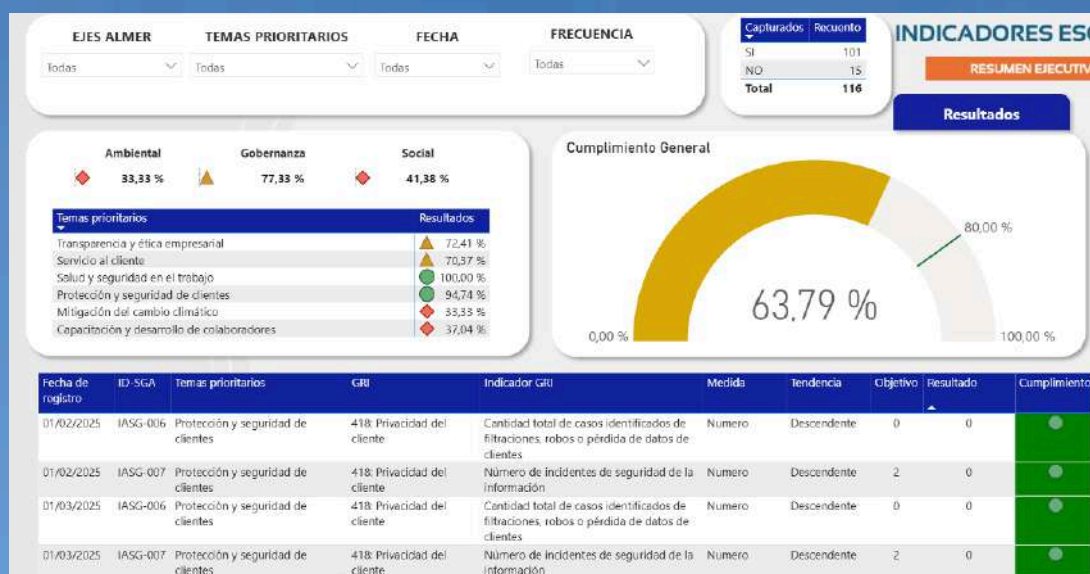 EJES ALMER TEMAS PRIORITARIOS FECHA FRECUENCIA
Todas Todas Todas Todas
Capturados Recuento
SI 101
NO 15
Total 116
INDICADORES
RESUMEN
Resultados
Ambiental Gobernanza Social
33,33 % 77,33 % 41,38 %
Temas prioritarios Resultados
Transparencia y ética empresarial 72,41 %
Servicio al cliente 70,37 %
Salud y seguridad en el trabajo 100,00 %
Protección y seguridad de clientes 94,74 %
Mitigación del cambio climático 33,33 %
Capacitación y desarrollo de colaboradores 37,04 %
Cumplimiento General
80,00 %
63,79 %
0,00 % 100,00 %
Fecha de registro ID-SGA Temas prioritarios GRI Indicador GRI Medida Tendencia Objetivo Resultado Cumplimiento
01/02/2025 IASG-006 Protección y seguridad de 418: Privacidad del Cantidad total de casos identificados de Numero Descendente 0 0
clientes cliente filtraciones, robos o pérdida de datos de
clientes
01/02/2025 IASG-007 Protección y seguridad de 418: Privacidad del Número de incidentes de seguridad de la Numero Descendente 2 0
clientes cliente información
01/03/2025 IASG-006 Protección y seguridad de 418: Privacidad del Cantidad total de casos identificados de Numero Descendente 0 0
clientes cliente filtraciones, robos o pérdida de datos de
clientes
01/03/2025 IASG-007 Protección y seguridad de 418: Privacidad del Número de incidentes de seguridad de la Numero Descendente 2 0
clientes cliente información